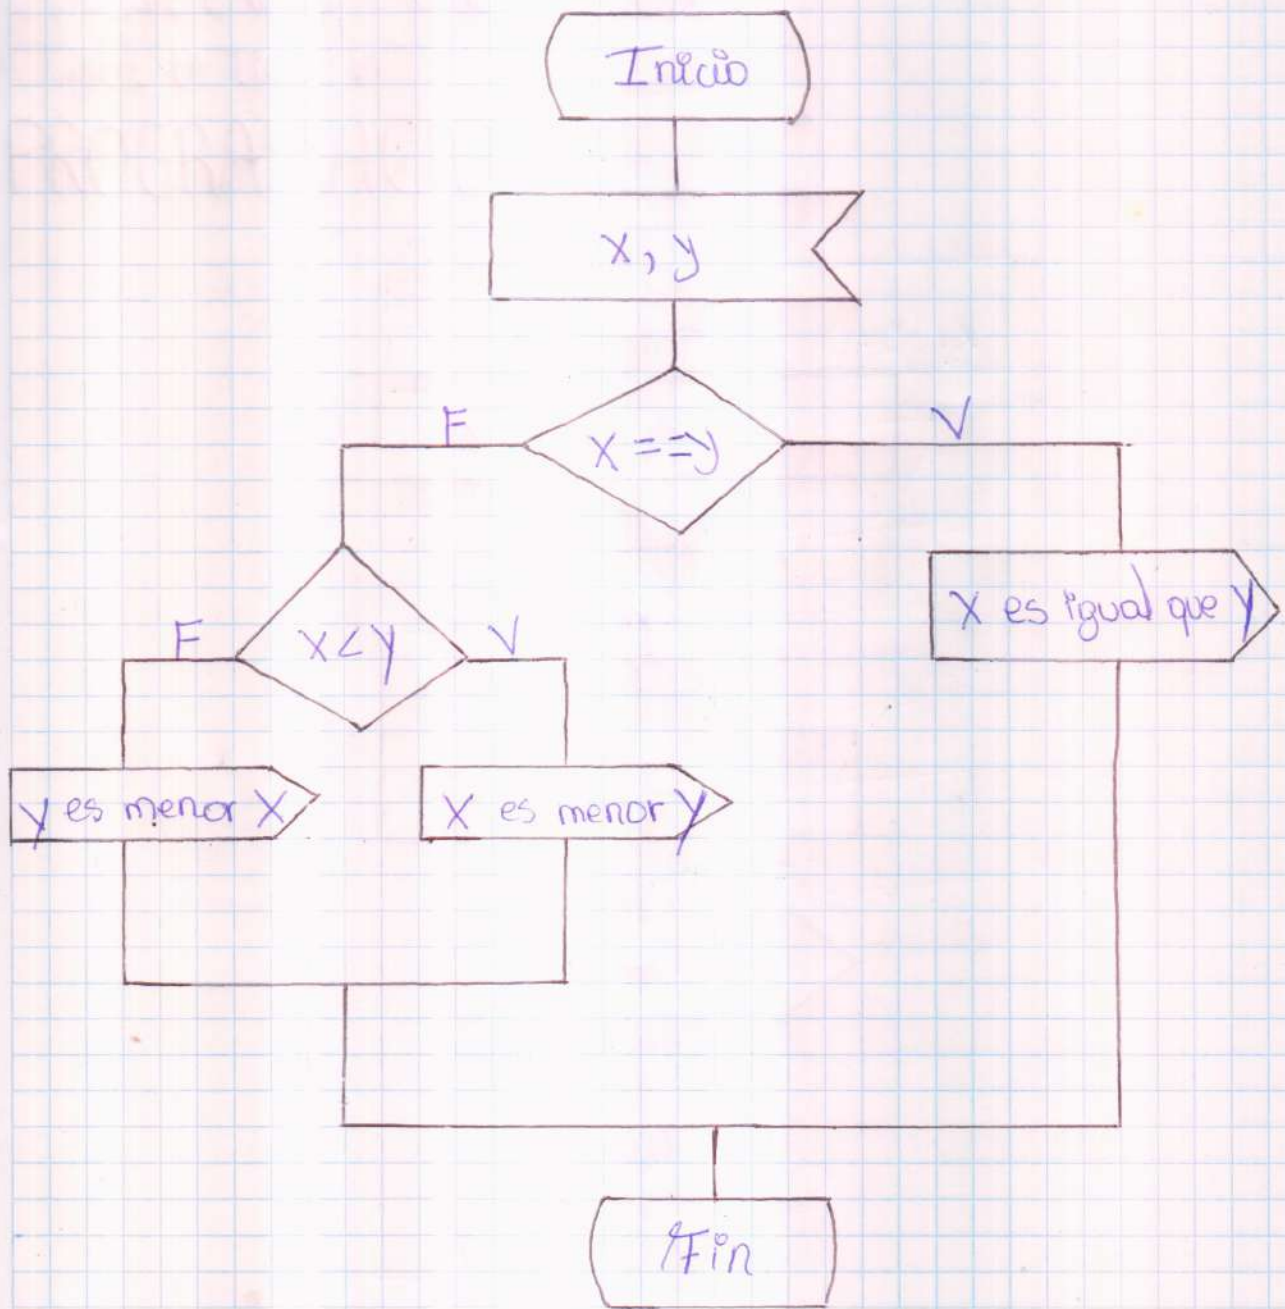 Inicio
x, y
F
V
X == y
F
X < y
V
X es igual que y
y es menor X
X es menor y
Fin